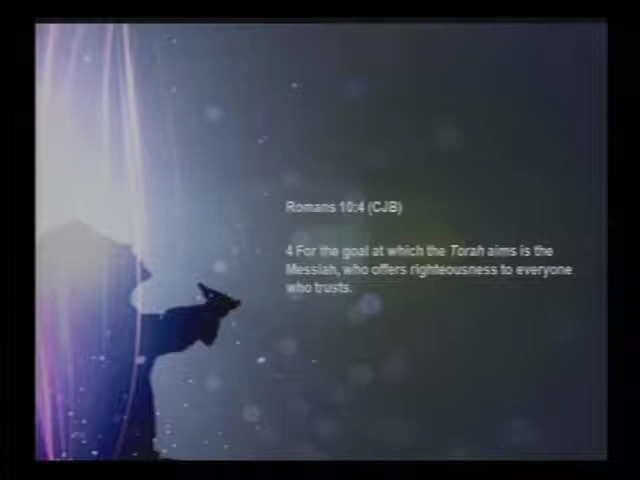 Romans 10:4 (CJB)
4 For the goal at which the Torah aims is the
Messiah, who offers righteousness to everyone
who trusts.